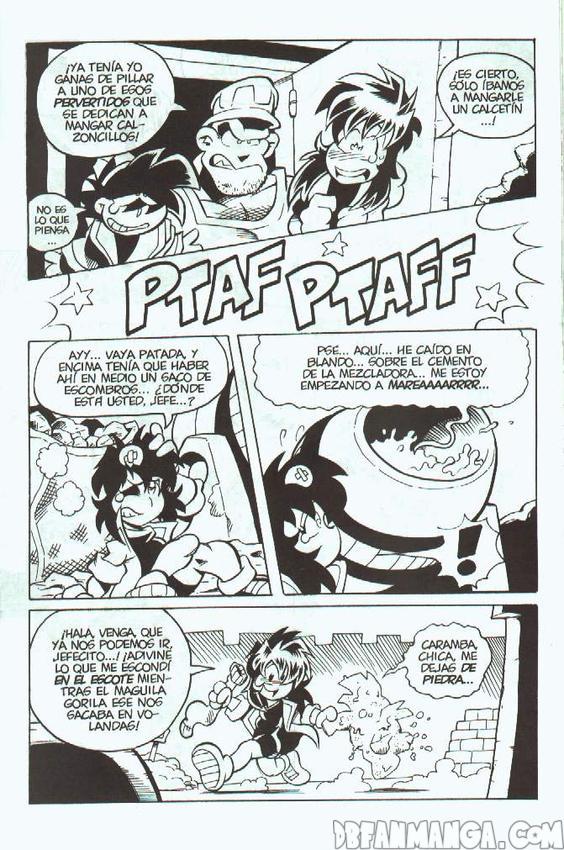 ¡YA TENÍA YO
GANAS DE PILLAR
A UNO DE ESOS
PERVERTIDOS QUE
SE DEDICAN A
MANGAR CAL-
ZONCILLOS!
¡ES CIERTO,
SÓLO ÍBAMOS
A MANGARLE
UN CALCETÍN
...!
NO ES
LO QUE
PIENSA
...
PTAF PTAFF
AYY... VAYA PATADA, Y
ENCIMA TENÍA QUE HABER
AHÍ EN MEDIO UN SACO DE
ESCOMBROS... ¿DÓNDE
ESTÁ USTED, JEFE...?
PSE... AQUÍ... HE CAÍDO EN
BLANDO... SOBRE EL CEMENTO
DE LA MEZCLADORA... ME ESTOY
EMPEZANDO A MAREAAAARRRR...
!
¡HALA, VENGA, QUE
YA NOS PODEMOS IR,
JEFECITO...! ¡ADIVINE
LO QUE ME ESCONDÍ
EN EL ESCOTE MIEN-
TRAS EL MAGUILA
GORILA ESE NOS
SACABA EN VO-
LANDAS!
CARAMBA,
CHICA, ME
DEJAS DE
PIEDRA...
DBFANMANGA.COM